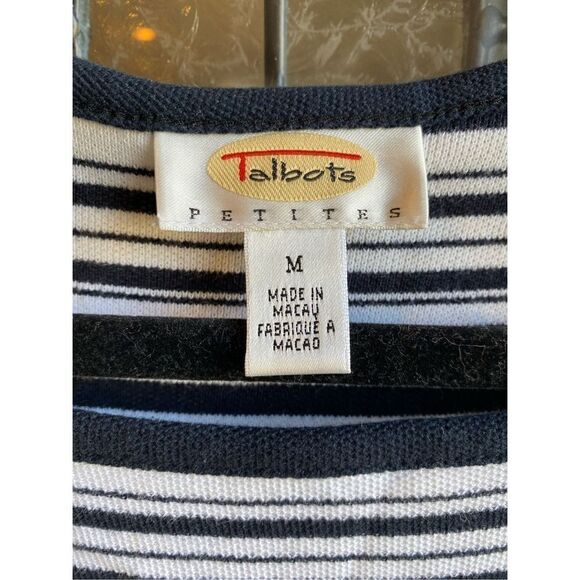 Talbots
PETITES
M
MADE IN
MACAU
FABRIQUE A
MACAO